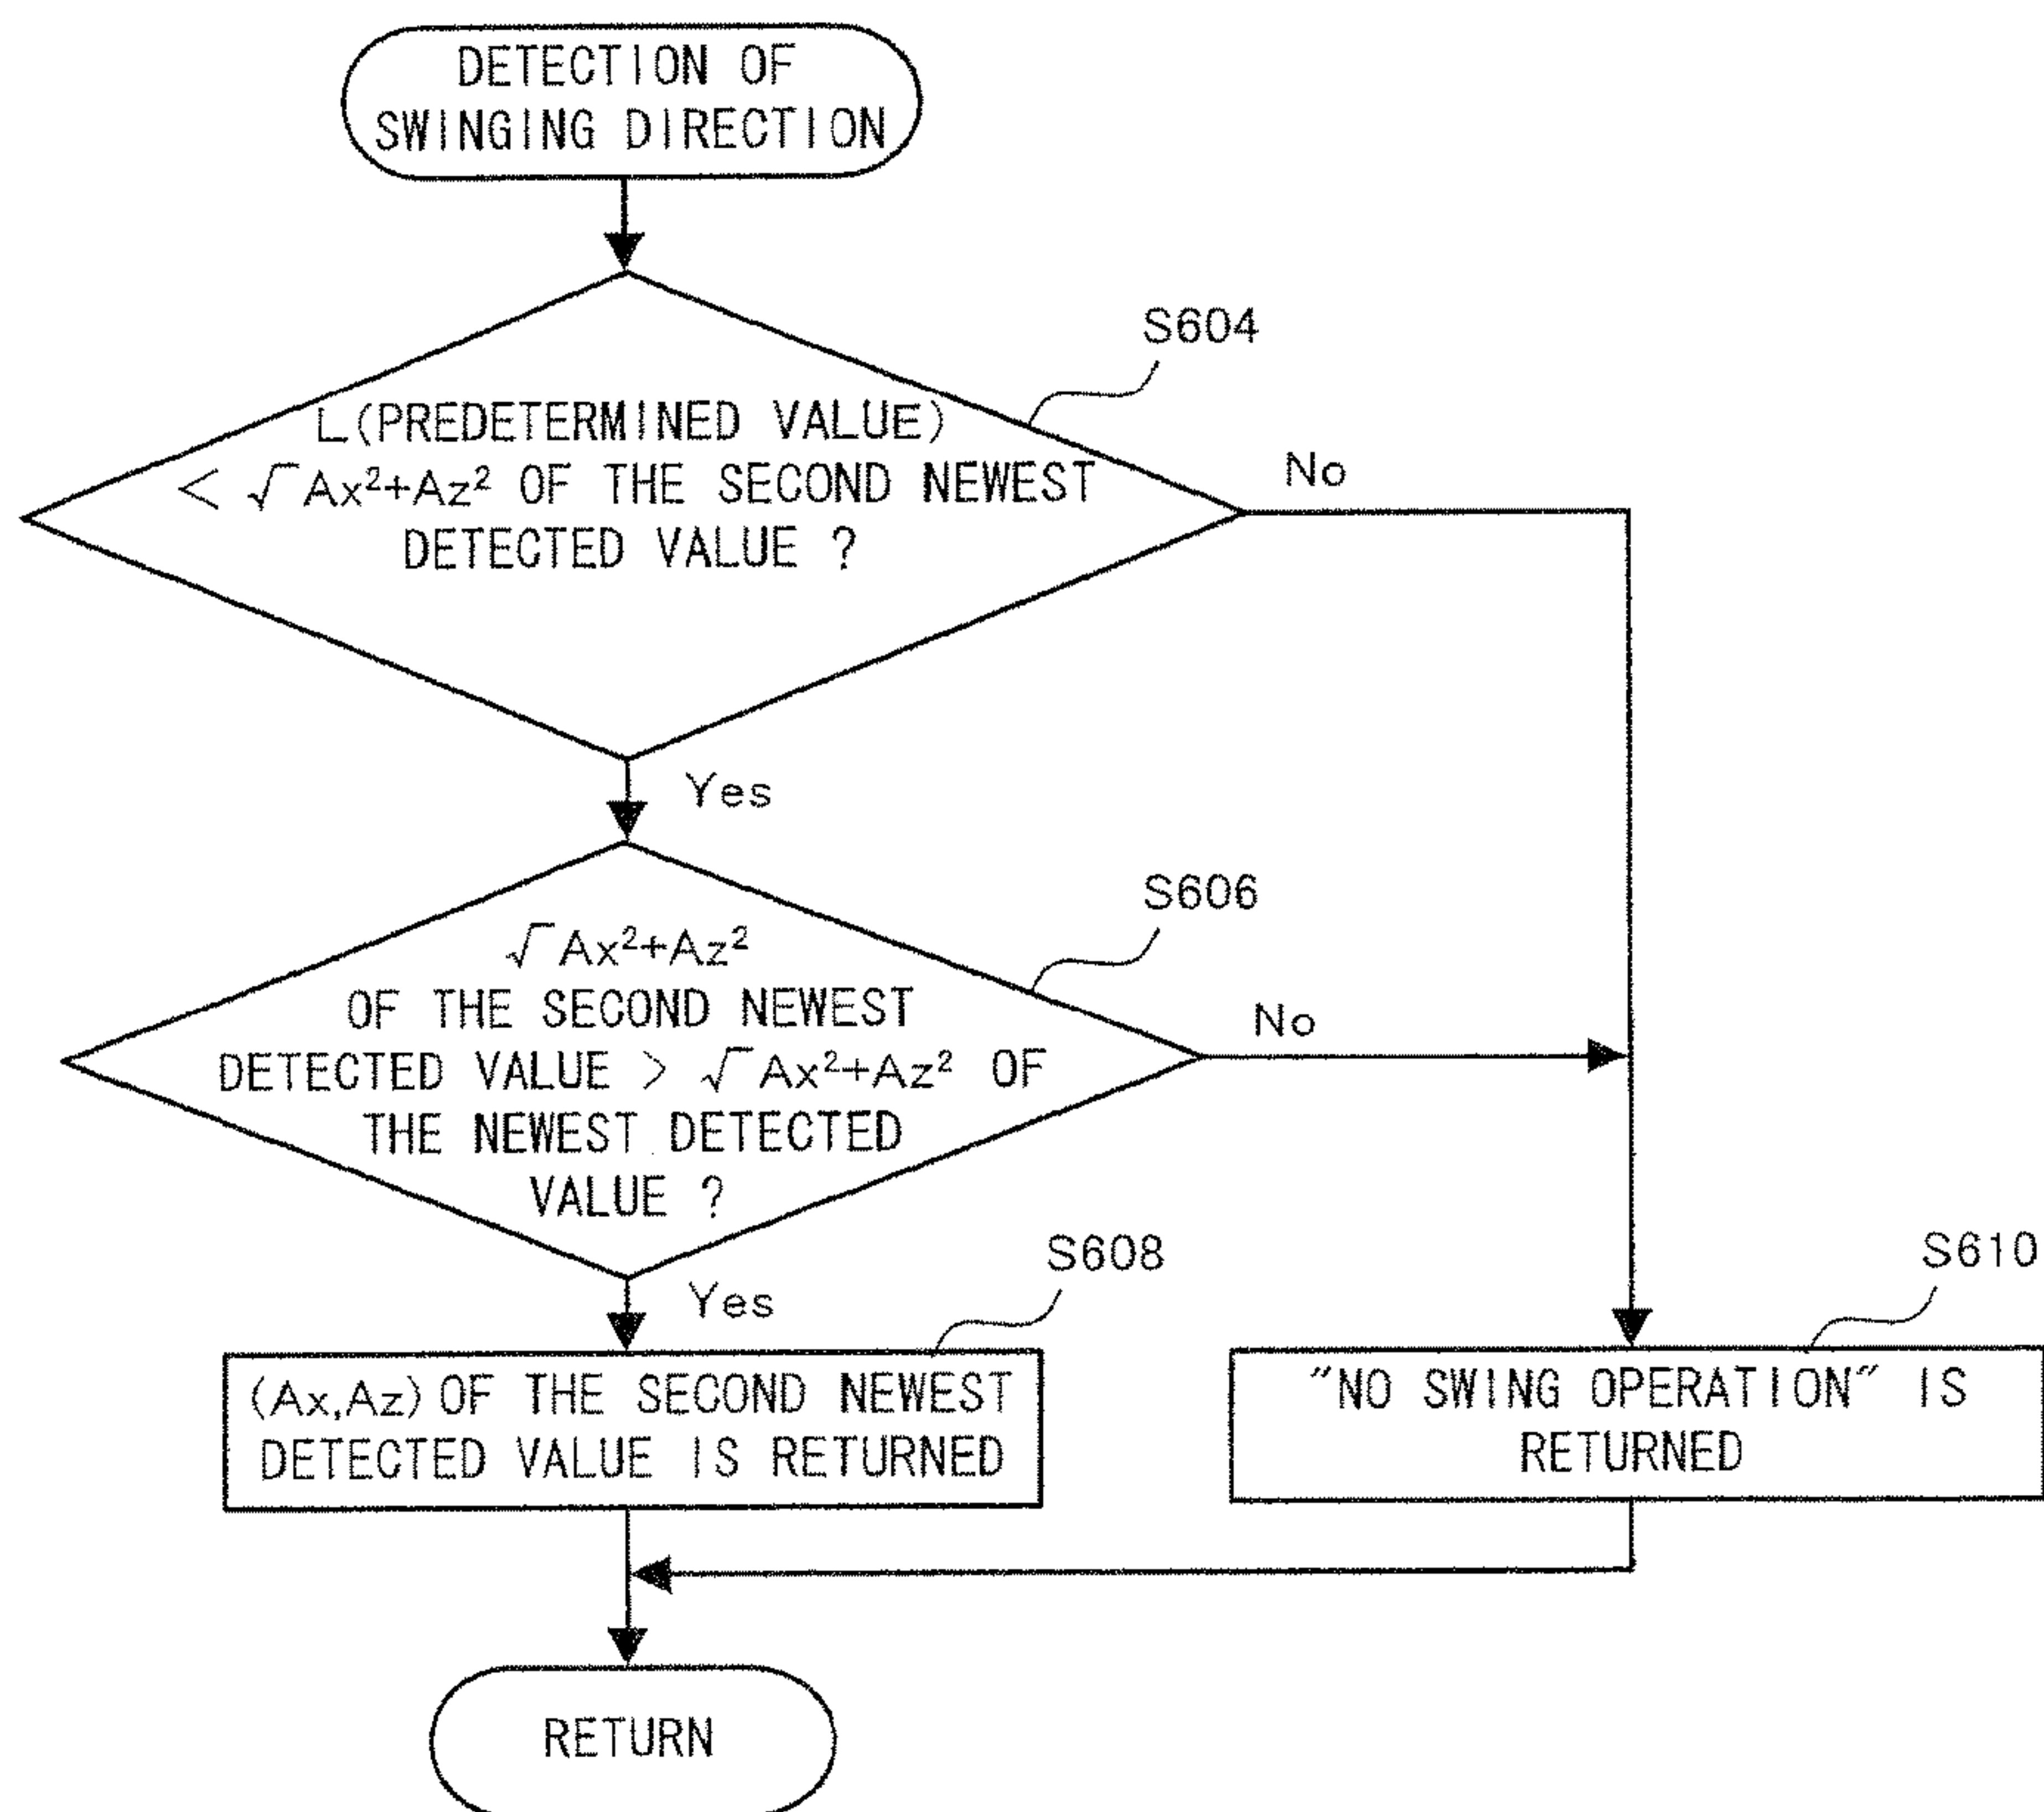 DETECTION OF
SWINGING DIRECTION
S604
L(PREDETERMINED VALUE)
< √Ax²+Az² OF THE SECOND NEWEST
DETECTED VALUE ?
No
Yes
S606
√Ax²+Az²
OF THE SECOND NEWEST
DETECTED VALUE > √Ax²+Az² OF
THE NEWEST DETECTED
VALUE ?
No
Yes
S608
(Ax,Az) OF THE SECOND NEWEST
DETECTED VALUE IS RETURNED
S610
"NO SWING OPERATION" IS
RETURNED
RETURN